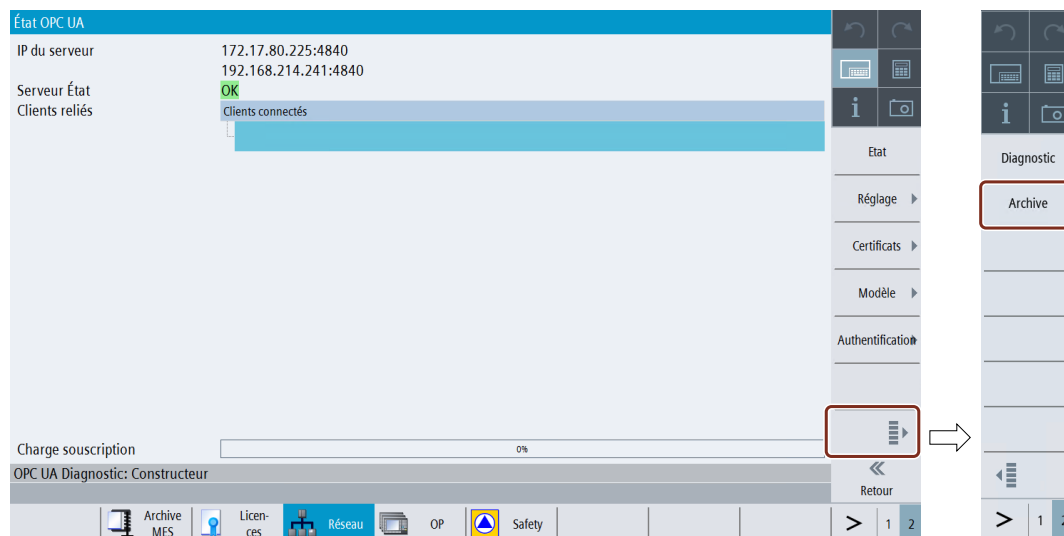 État OPC UA
IP du serveur 172.17.80.225:4840
192.168.214.241:4840
Serveur État OK
Clients reliés Clients connectés
Etat
Réglage
Certificats
Modèle
Authentification
Charge souscription 0%
OPC UA Diagnostic: Constructeur
Retour
Archive MES
Licen-ces
Réseau
OP
Safety
> 1 2
Diagnostic
Archive
> 1 2